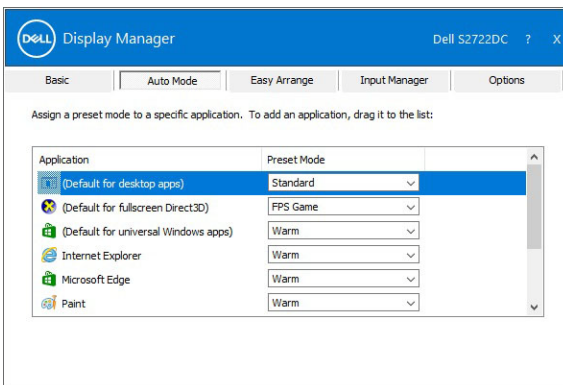 DELL Display Manager Dell S2722DC ? X
Basic Auto Mode Easy Arrange Input Manager Options
Assign a preset mode to a specific application. To add an application, drag it to the list:
Application Preset Mode
(Default for desktop apps) Standard
(Default for fullscreen Direct3D) FPS Game
(Default for universal Windows apps) Warm
Internet Explorer Warm
Microsoft Edge Warm
Paint Warm